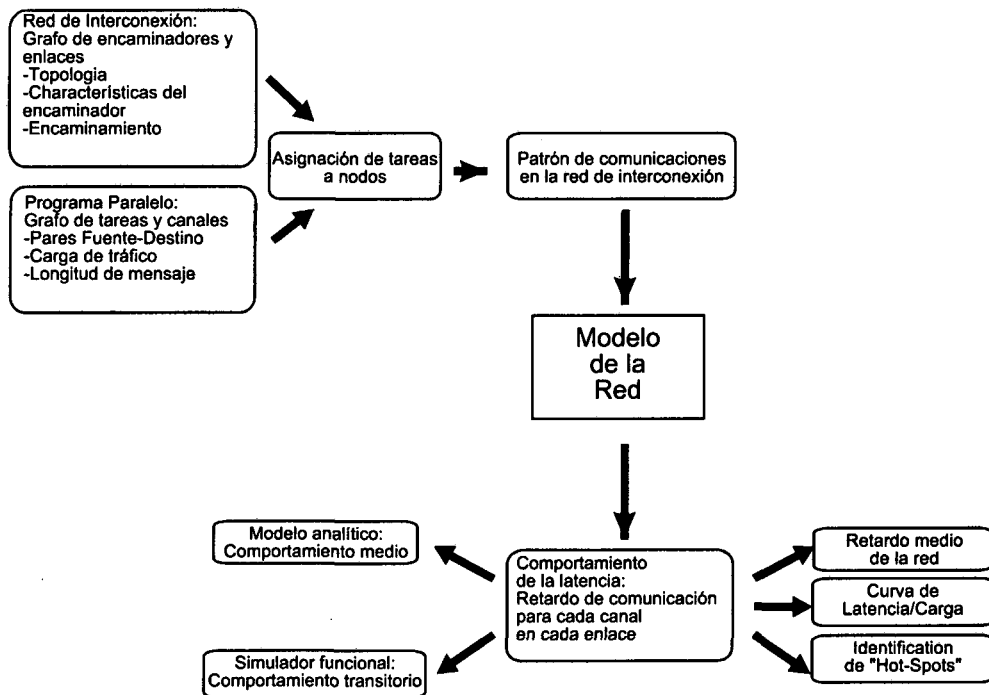 Red de Interconexión:
Grafo de encaminadores y
enlaces
-Topologia
-Characterísticas del
encaminador
-Encaminamiento
Programa Paralelo:
Grafo de tareas y canales
-Pares Fuente-Destino
-Carga de tráfico
-Longitud de mensaje
Asignación de tareas
a nodos
Patrón de comunicaciones
en la red de interconexión
Modelo
de la
Red
Modelo analítico:
Comportamiento medio
Simulador funcional:
Comportamiento transitorio
Comportamiento
de la latencia:
Retardo de comunicación
para cada canal
en cada enlace
Retardo medio
de la red
Curva de
Latencia/Carga
Identification
de "Hot-Spots"